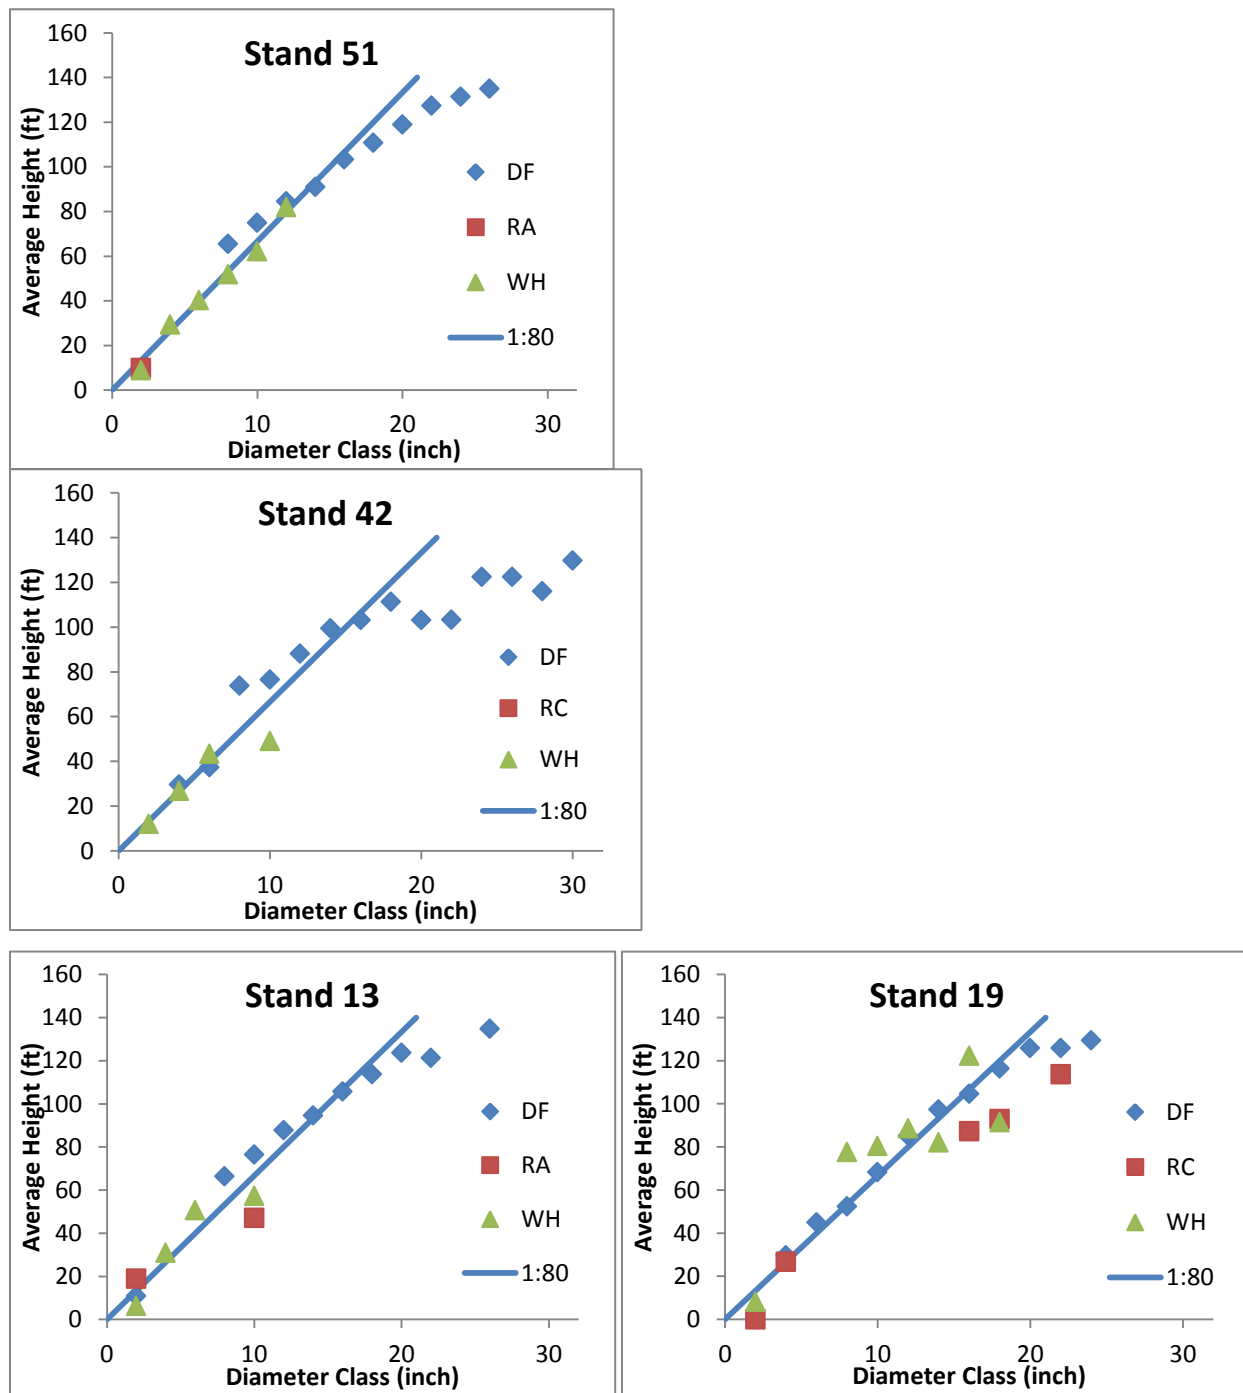 Stand 51
Average Height (ft)
160
140
120
100
80
60
40
20
0
DF
RA
WH
1:80
0 10 20 30
Diameter Class (inch)
Stand 42
Average Height (ft)
160
140
120
100
80
60
40
20
0
DF
RC
WH
1:80
0 10 20 30
Diameter Class (inch)
Stand 13
Average Height (ft)
160
140
120
100
80
60
40
20
0
DF
RA
WH
1:80
0 10 20 30
Diameter Class (inch)
Stand 19
Average Height (ft)
160
140
120
100
80
60
40
20
0
DF
RC
WH
1:80
0 10 20 30
Diameter Class (inch)